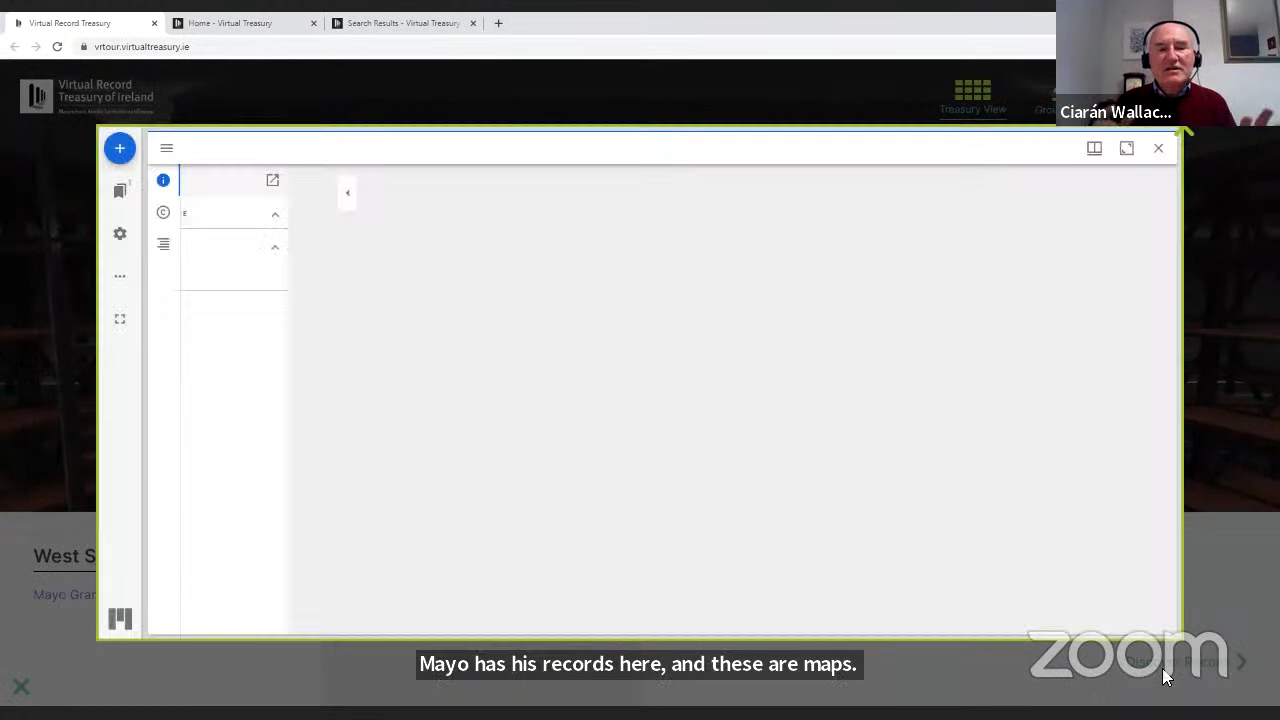 Virtual Record Treasury
Home - Virtual Treasury
Search Results - Virtual Treasury
vrtour.virtualtreasury.ie
Virtual Record
Treasury of Ireland
Treasury View
Ciarán Wallac...
E
West S
Mayo Gran
Mayo has his records here, and these are maps.
zoom